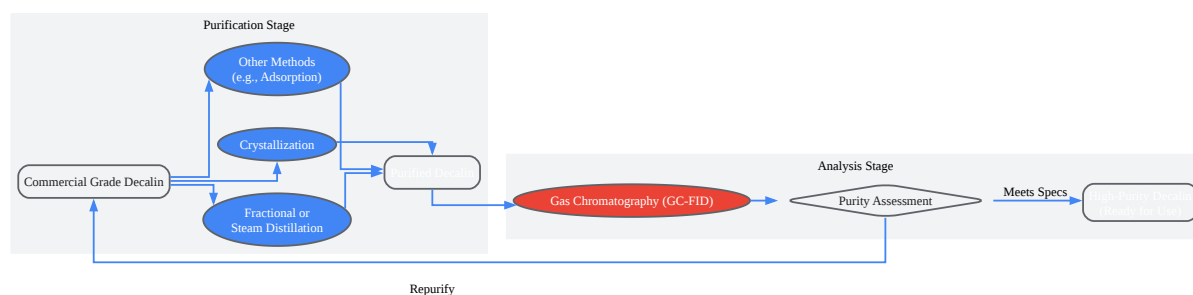 Purification Stage
Other Methods
(e.g., Adsorption)
Crystallization
Commercial Grade Decalin
Purified Decalin
Fractional or
Steam Distillation
Analysis Stage
Gas Chromatography (GC-FID)
Purity Assessment
Meets Specs
High-Purity Decalin
(Ready for Use)
Repurify